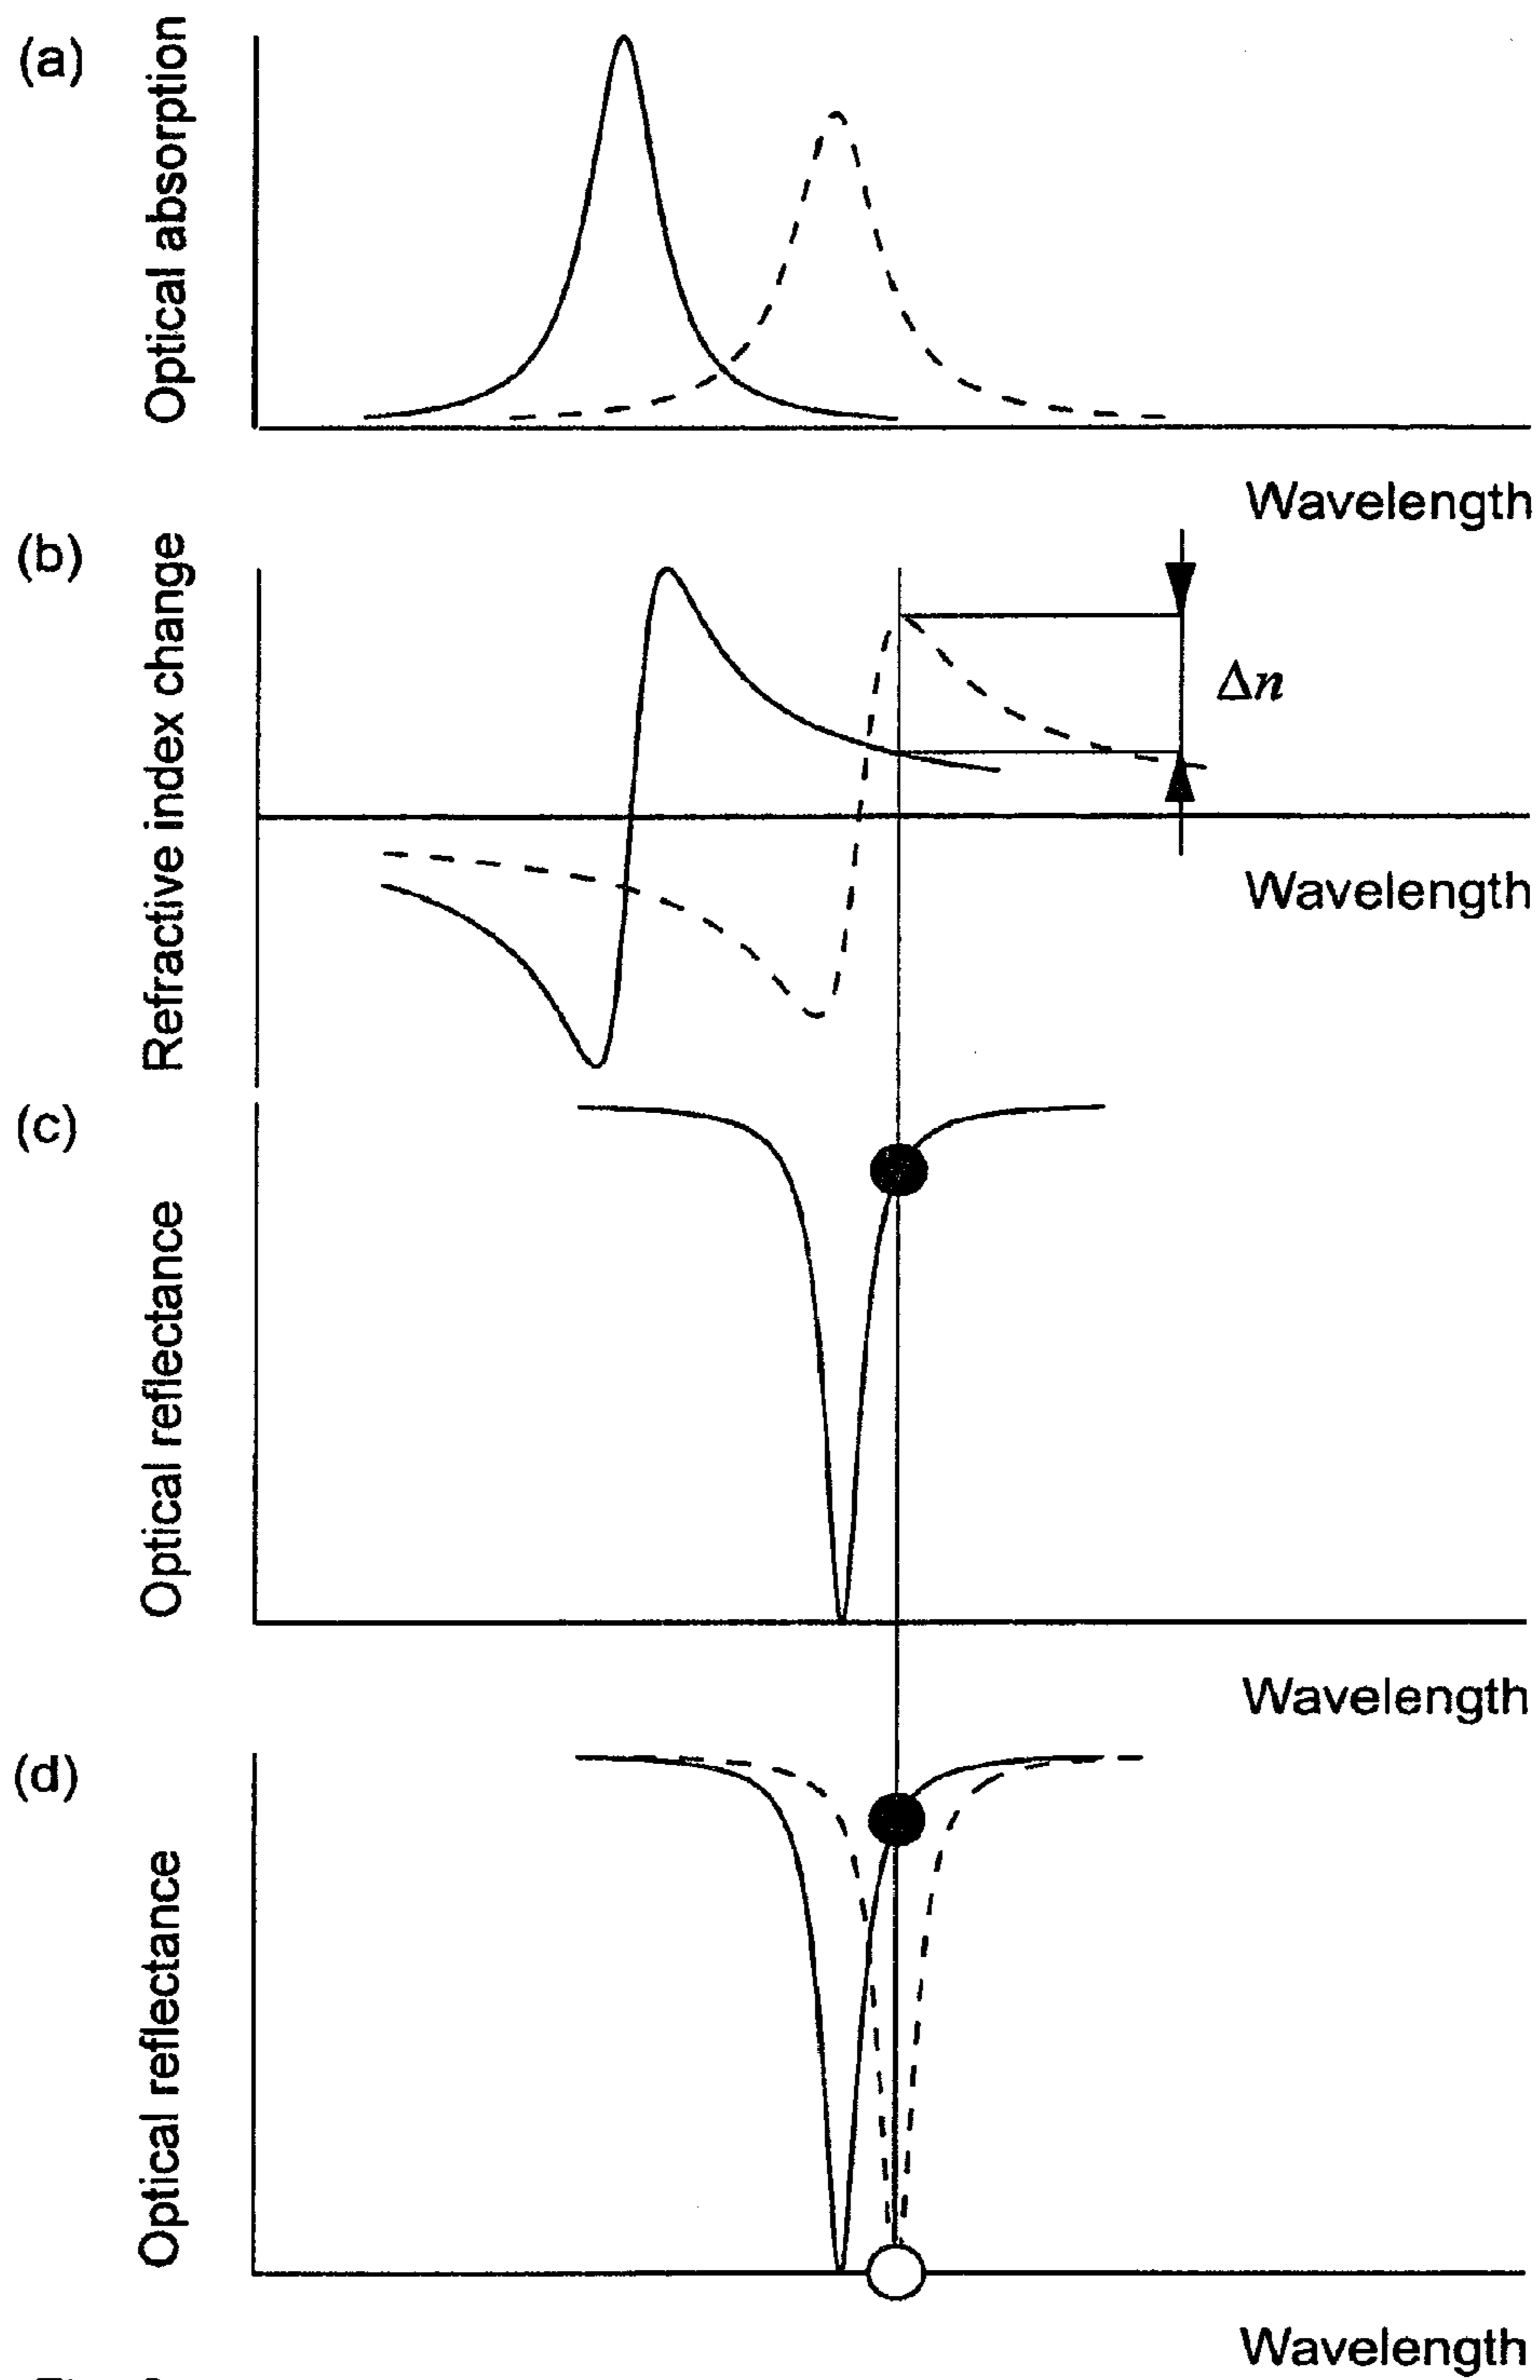 (a)
Optical absorption
Wavelength
(b)
Refractive index change
Δn
Wavelength
(c)
Optical reflectance
Wavelength
(d)
Optical reflectance
Wavelength